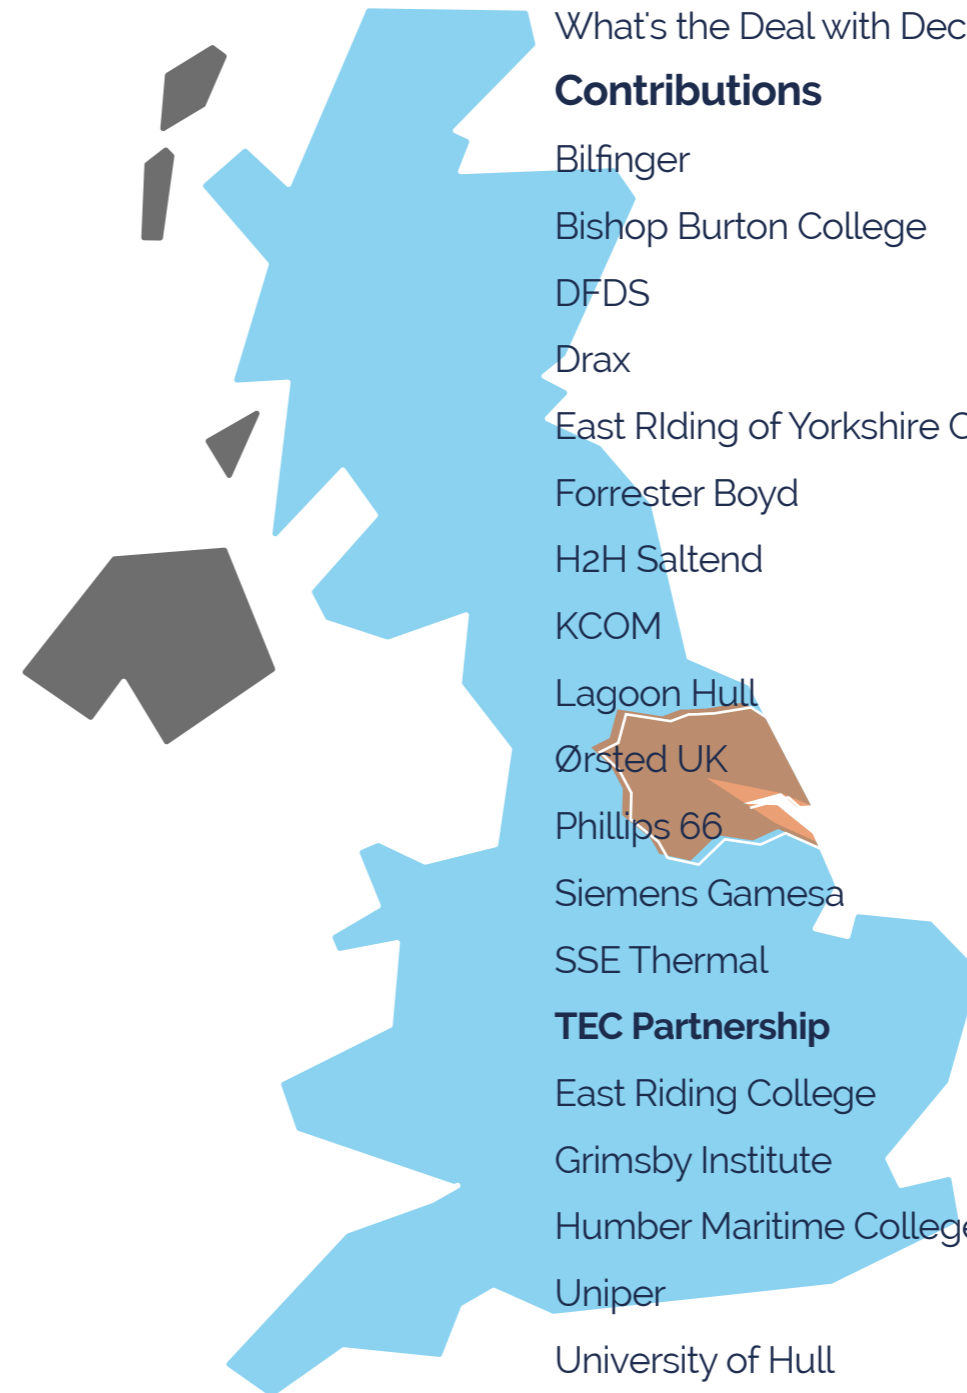 What's the Deal with Dec
Contributions
Bilfinger
Bishop Burton College
DFDS
Drax
East RIding of Yorkshire C
Forrester Boyd
H2H Saltend
KCOM
Lagoon Hull
Ørsted UK
Phillips 66
Siemens Gamesa
SSE Thermal
TEC Partnership
East Riding College
Grimsby Institute
Humber Maritime College
Uniper
University of Hull